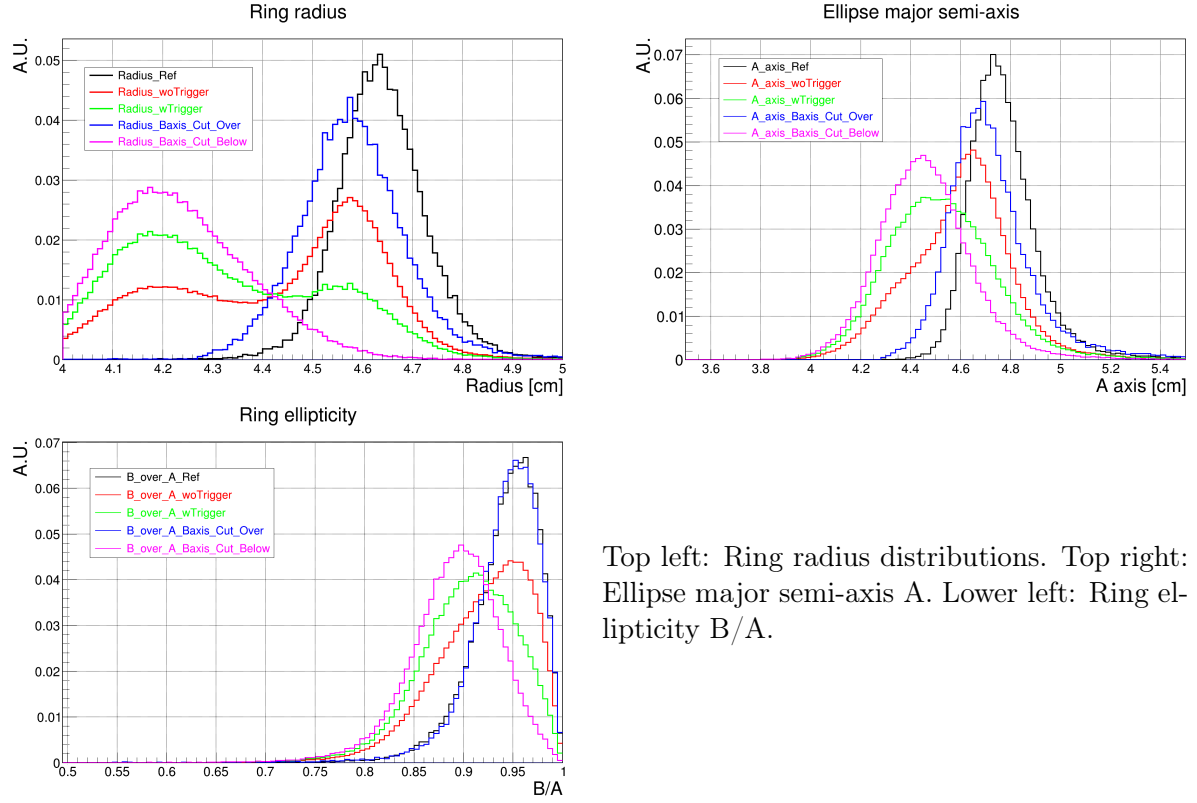 Ring radius
A.U.
0.05
0.04
0.03
0.02
0.01
0
Radius_Ref
Radius_woTrigger
Radius_wTrigger
Radius_Baxis_Cut_Over
Radius_Baxis_Cut_Below
4 4.1 4.2 4.3 4.4 4.5 4.6 4.7 4.8 4.9 5
Radius [cm]
Ellipse major semi-axis
A.U.
0.07
0.06
0.05
0.04
0.03
0.02
0.01
0
A_axis_Ref
A_axis_woTrigger
A_axis_wTrigger
A_axis_Baxis_Cut_Over
A_axis_Baxis_Cut_Below
3.6 3.8 4 4.2 4.4 4.6 4.8 5 5.2 5.4
A axis [cm]
Ring ellipticity
A.U.
0.07
0.06
0.05
0.04
0.03
0.02
0.01
0
B_over_A_Ref
B_over_A_woTrigger
B_over_A_wTrigger
B_over_A_Baxis_Cut_Over
B_over_A_Baxis_Cut_Below
0.5 0.55 0.6 0.65 0.7 0.75 0.8 0.85 0.9 0.95 1
B/A
Top left: Ring radius distributions. Top right:
Ellipse major semi-axis A. Lower left: Ring el-
lipticity B/A.